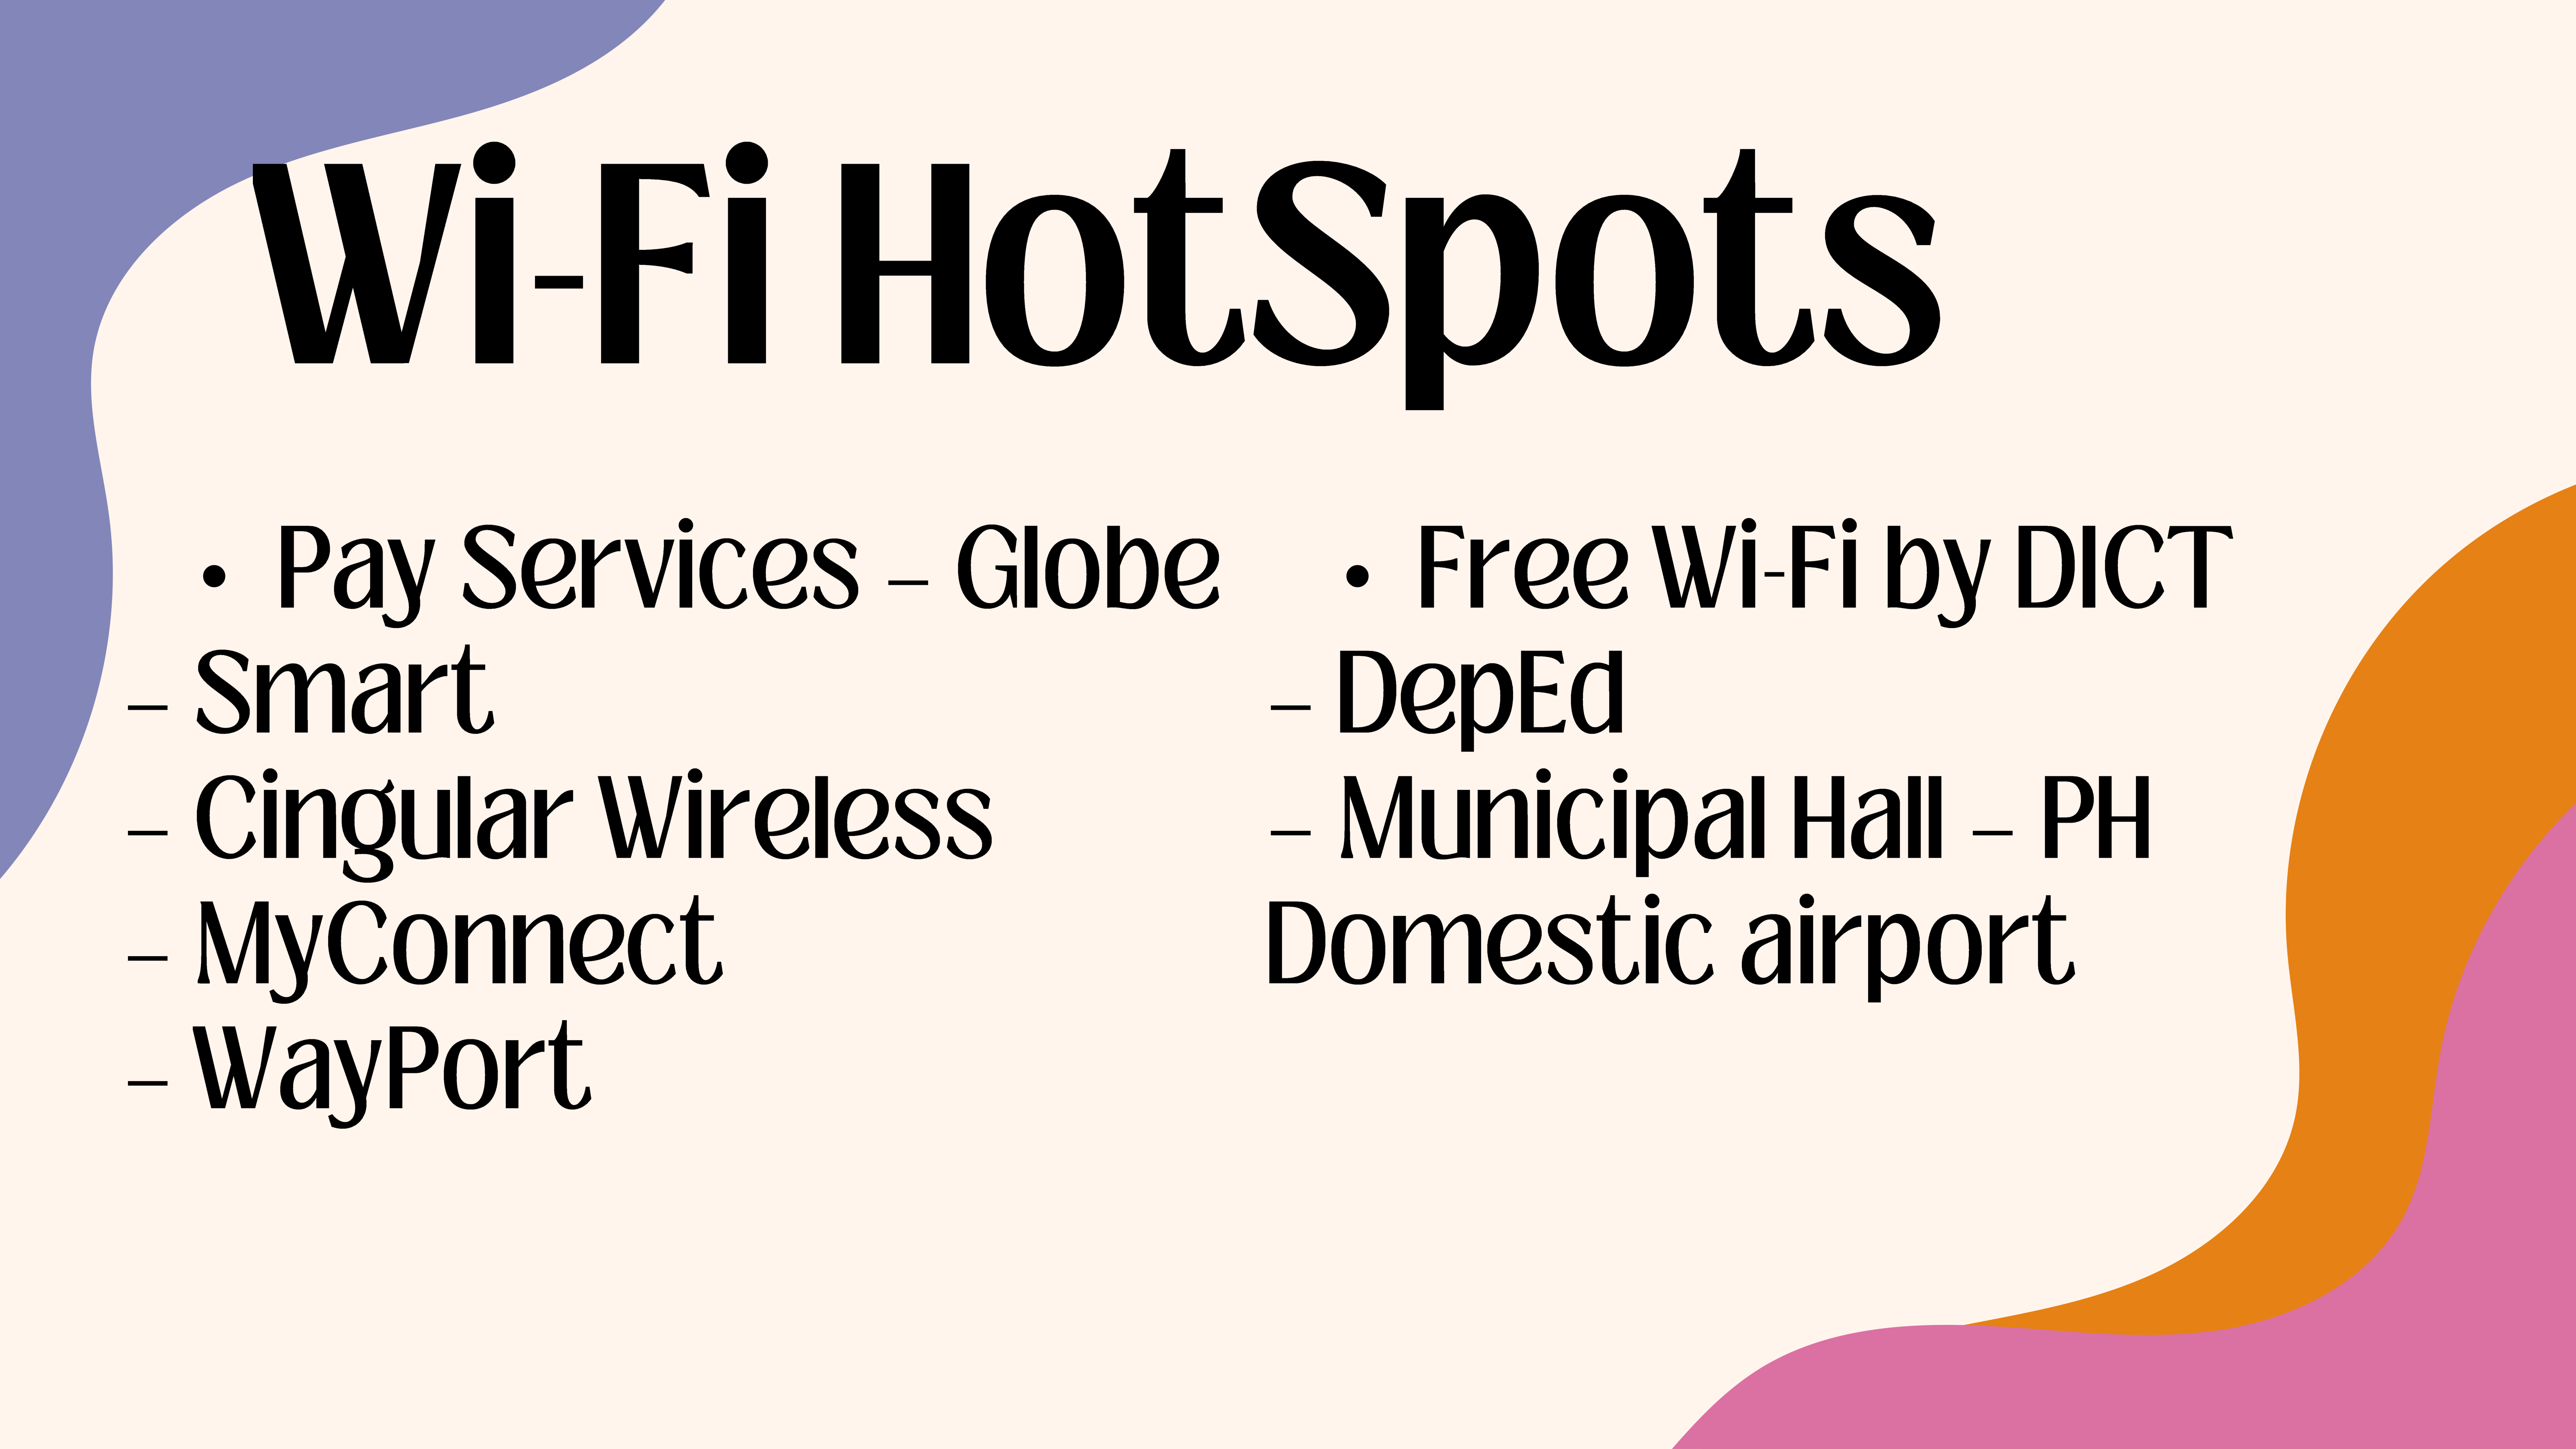 Wi-Fi HotSpots
• Pay Services – Globe
– Smart
– Cingular Wireless
– MyConnect
– WayPort
• Free Wi-Fi by DICT
– DepEd
– Municipal Hall – PH
Domestic airport